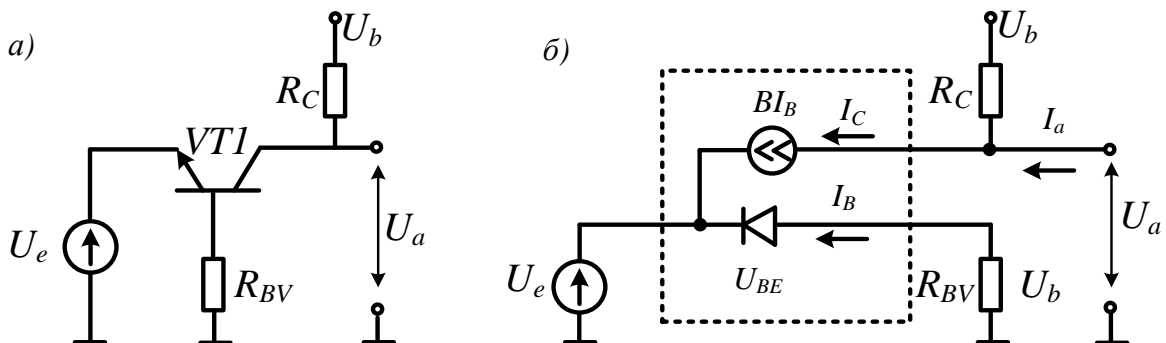 а)
U_b
R_C
VT1
U_e
R_BV
U_a
б)
U_b
R_C
BI_B
I_C
I_a
I_B
U_e
U_BE
R_BV
U_b
U_a